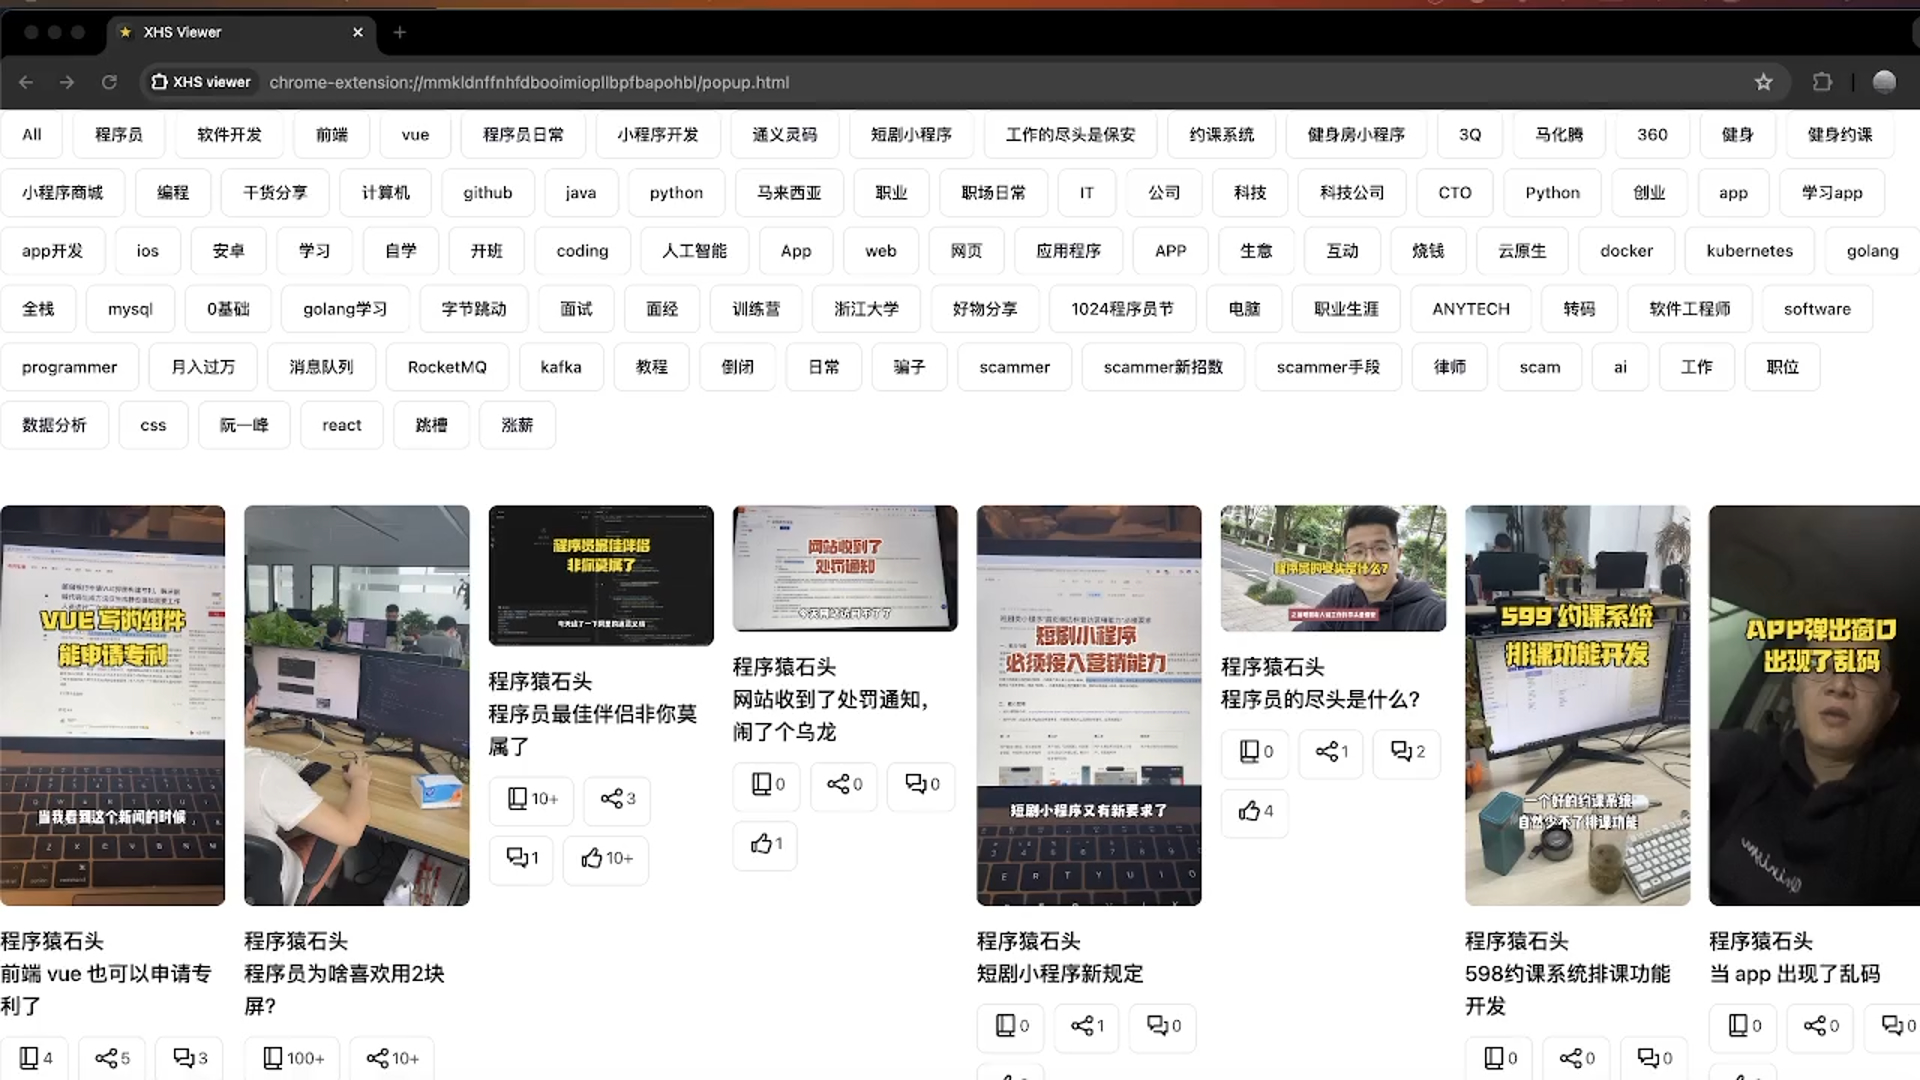 XHS Viewer
XHS viewer chrome-extension://mmkldnffnhfdbooimiopllbpfbapohbl/popup.html
All 程序员 软件开发 前端 vue 程序员日常 小程序开发 通义灵码 短剧小程序 工作的尽头是保安 约课系统 健身房小程序 3Q 马化腾 360 健身 健身约课
小程序商城 编程 干货分享 计算机 github java python 马来西亚 职业 职场日常 IT 公司 科技 科技公司 CTO Python 创业 app 学习app
app开发 ios 安卓 学习 自学 开班 coding 人工智能 App web 网页 应用程序 APP 生意 互动 烧钱 云原生 docker kubernetes golang
全栈 mysql 0基础 golang学习 字节跳动 面试 面经 训练营 浙江大学 好物分享 1024程序员节 电脑 职业生涯 ANYTECH 转码 软件工程师 software
programmer 月入过万 消息队列 RocketMQ kafka 教程 倒闭 日常 骗子 scammer scammer新招数 scammer手段 律师 scam ai 工作 职位
数据分析 css 阮一峰 react 跳槽 涨薪
VUE 写的组件
能申请专利
当我看到这个新闻的时候
程序猿石头
前端 vue 也可以申请专
利了
4 5 3
程序猿石头
程序员为啥喜欢用2块
屏?
100+ 10+
程序员最佳伴侣
非你莫属了
程序猿石头
程序员最佳伴侣非你莫
属了
10+ 3
1 10+
网站收到了
处罚通知
今天网站访问不了了
程序猿石头
网站收到了处罚通知,
闹了个乌龙
0 0 0
1
短剧小程序
必须接入营销能力
短剧小程序又有新要求了
程序猿石头
短剧小程序新规定
0 1 0
程序员的尽头是什么?
程序猿石头
程序员的尽头是什么?
0 1 2
4
599 约课系统
排课功能开发
一个好的约课系统
自然少不了排课功能
程序猿石头
598约课系统排课功能
开发
0 0 0
APP弹出窗口
出现了乱码
程序猿石头
当 app 出现了乱码
0 0 0